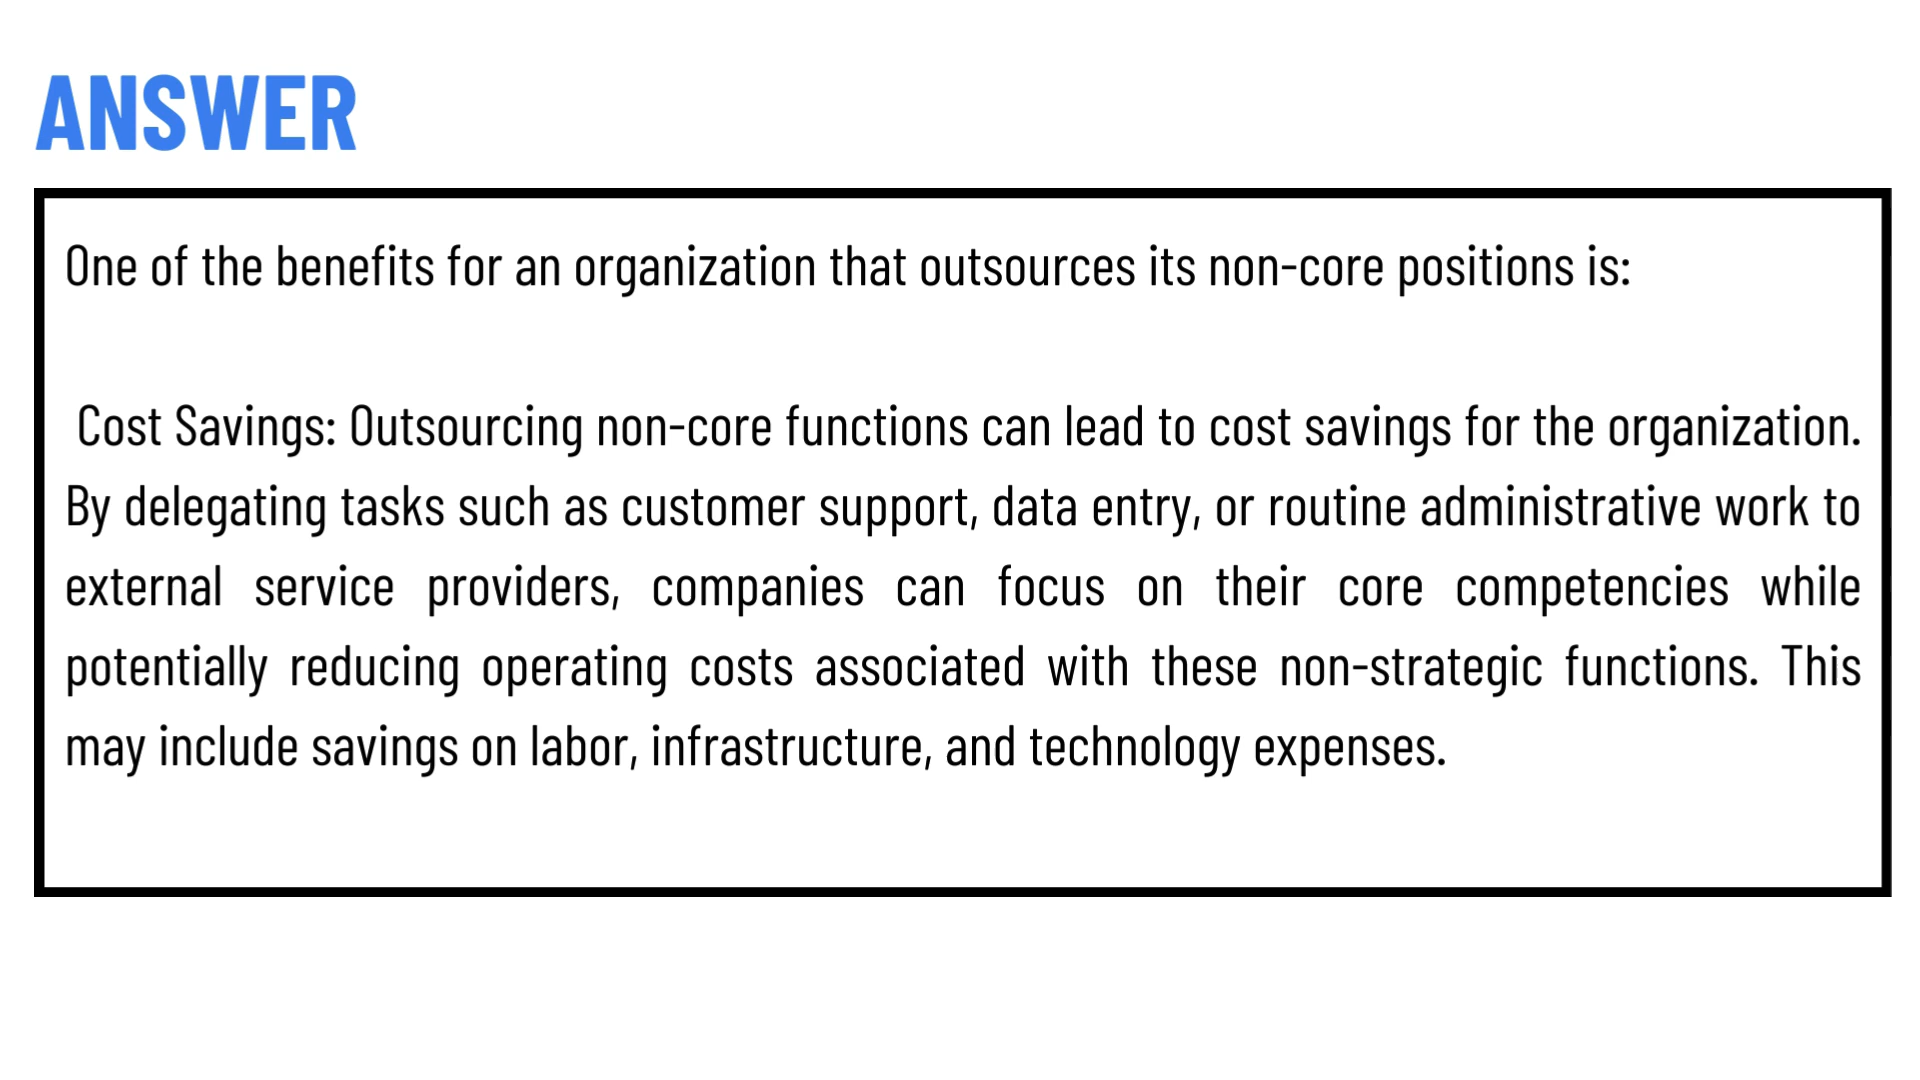 ANSWER
One of the benefits for an organization that outsources its non-core positions is:
Cost Savings: Outsourcing non-core functions can lead to cost savings for the organization.
By delegating tasks such as customer support, data entry, or routine administrative work to
external service providers, companies can focus on their core competencies while
potentially reducing operating costs associated with these non-strategic functions. This
may include savings on labor, infrastructure, and technology expenses.